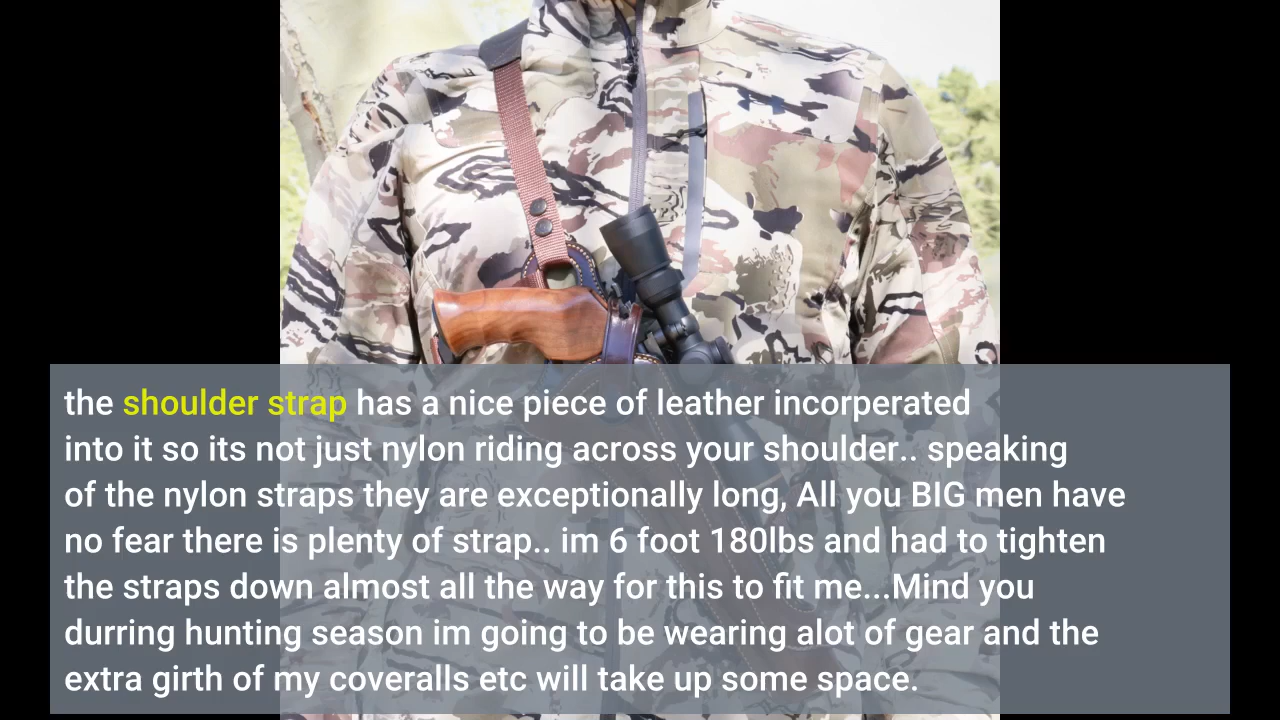 the shoulder strap has a nice piece of leather incorperated
into it so its not just nylon riding across your shoulder.. speaking
of the nylon straps they are exceptionally long, All you BIG men have
no fear there is plenty of strap.. im 6 foot 180lbs and had to tighten
the straps down almost all the way for this to fit me...Mind you
durring hunting season im going to be wearing alot of gear and the
extra girth of my coveralls etc will take up some space.